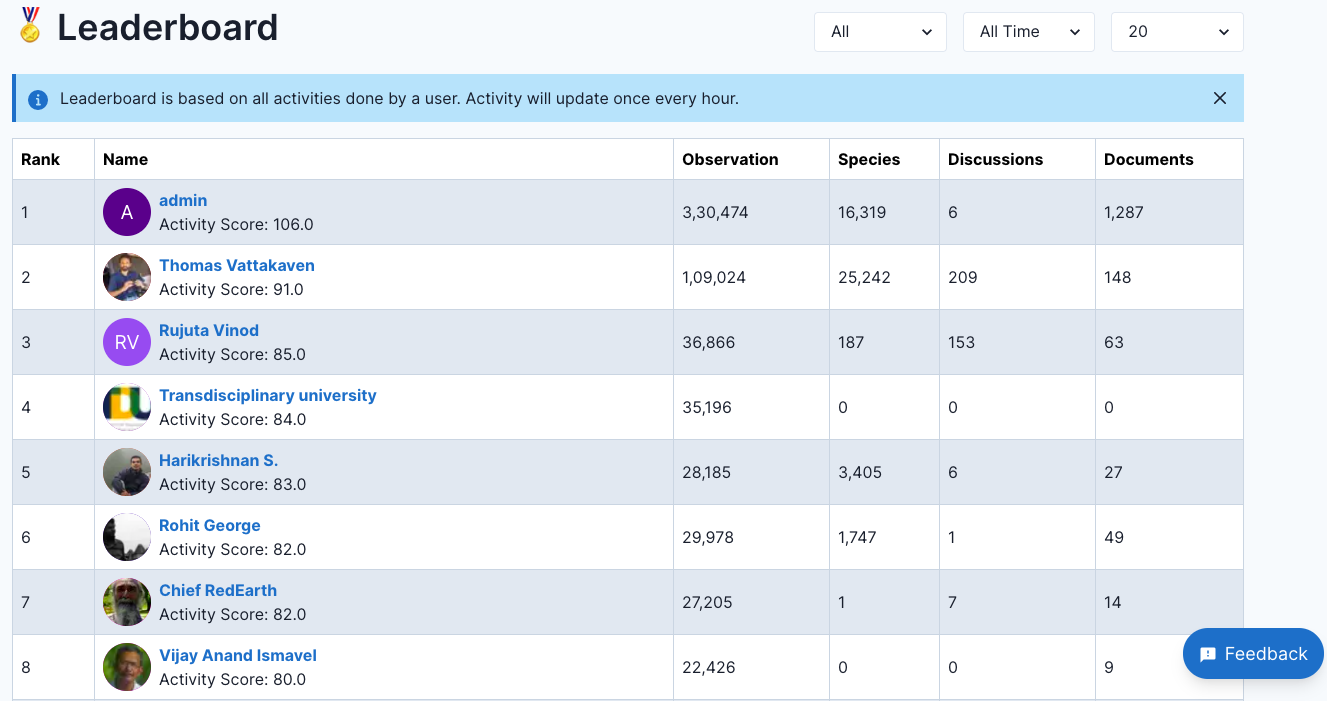 Leaderboard
All
All Time
20
Leaderboard is based on all activities done by a user. Activity will update once every hour.
Rank Name Observation Species Discussions Documents
1 A admin 3,30,474 16,319 6 1,287
Activity Score: 106.0
2 Thomas Vattakaven 1,09,024 25,242 209 148
Activity Score: 91.0
3 RV Rujuta Vinod 36,866 187 153 63
Activity Score: 85.0
4 Transdisciplinary university 35,196 0 0 0
Activity Score: 84.0
5 Harikrishnan S. 28,185 3,405 6 27
Activity Score: 83.0
6 Rohit George 29,978 1,747 1 49
Activity Score: 82.0
7 Chief RedEarth 27,205 1 7 14
Activity Score: 82.0
8 Vijay Anand Ismavel 22,426 0 0 9
Activity Score: 80.0
Feedback